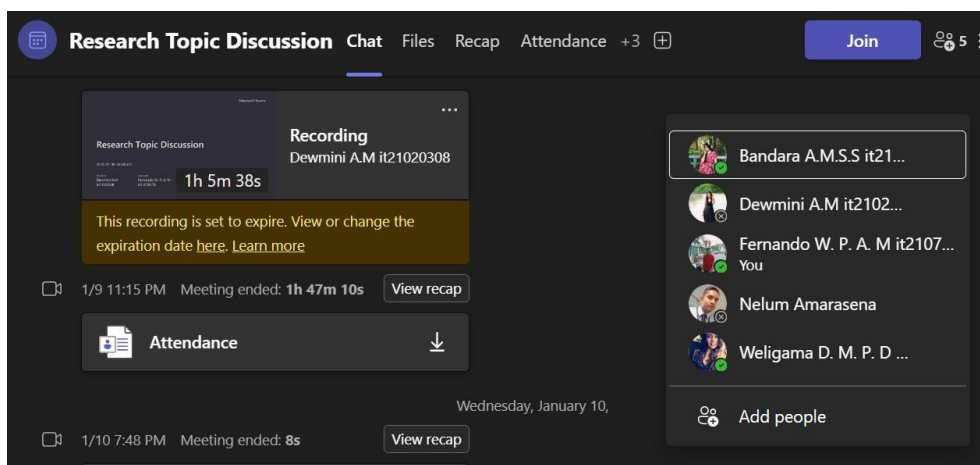 Research Topic Discussion Chat Files Recap Attendance +3 Join 5
Research Topic Discussion
1h 5m 38s
Recording
Dewmini A.M it21020308
This recording is set to expire. View or change the
expiration date here. Learn more
1/9 11:15 PM Meeting ended: 1h 47m 10s View recap
Attendance
Wednesday, January 10,
1/10 7:48 PM Meeting ended: 8s View recap
Bandara A.M.S.S it21...
Dewmini A.M it2102...
Fernando W. P. A. M it2107...
You
Nelum Amarasena
Weligama D. M. P. D ...
Add people